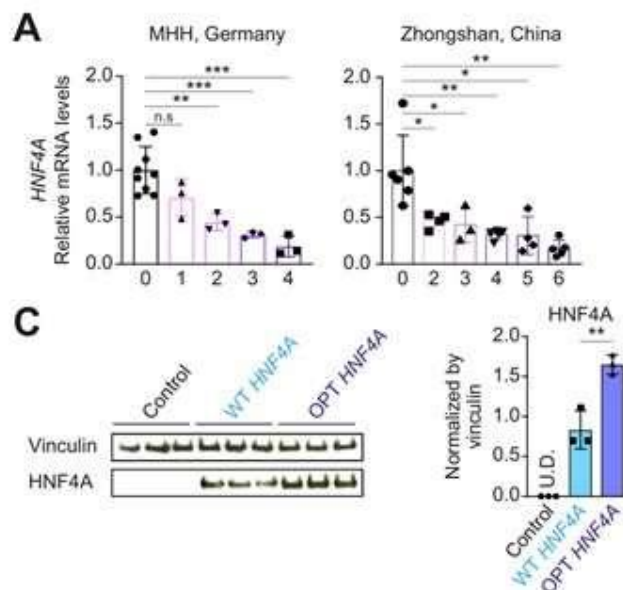 A
MHH, Germany
Zhongshan, China
HNF4A
Relative mRNA levels
2.0
1.5
1.0
0.5
0.0
***
***
**
n.s
0 1 2 3 4
2.0
1.5
1.0
0.5
0.0
**
*
**
*
*
0 2 3 4 5 6
C
Control
WT HNF4A
OPT HNF4A
Vinculin
HNF4A
HNF4A
Normalized by
vinculin
2.0
1.5
1.0
0.5
0.0
**
U.D.
Control
WT HNF4A
OPT HNF4A